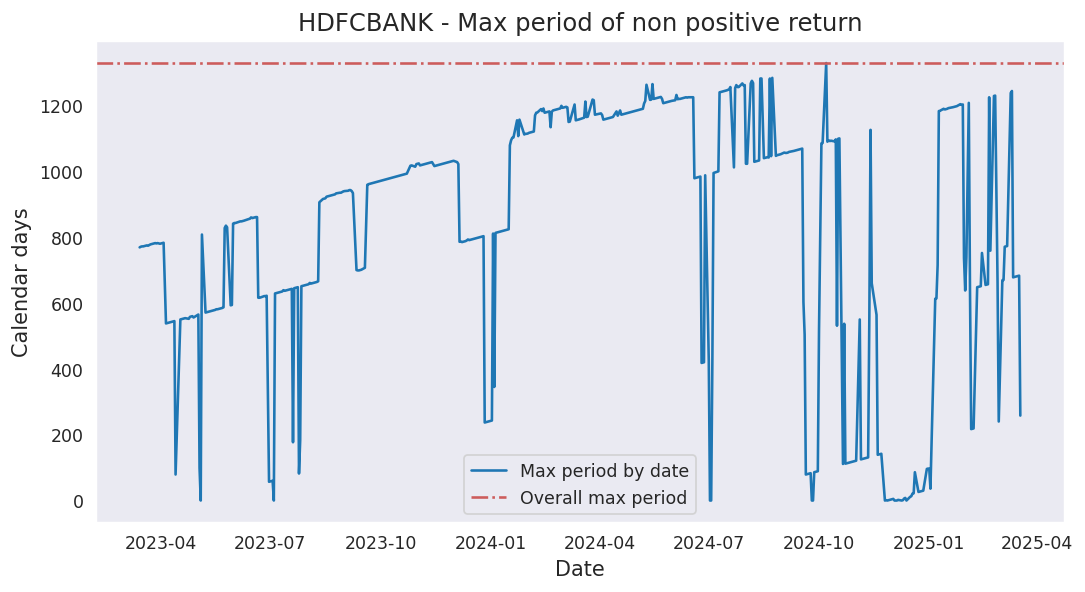 HDFCBANK - Max period of non positive return
Calendar days
1200
1000
800
600
400
200
0
Max period by date
Overall max period
2023-04 2023-07 2023-10 2024-01 2024-04 2024-07 2024-10 2025-01 2025-04
Date